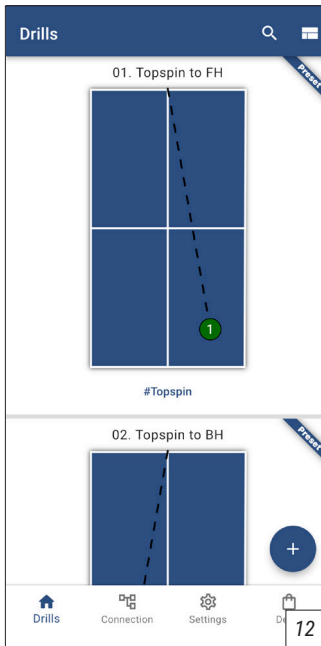 Drills
Preset
01. Topspin to FH
1
#Topspin
Preset
02. Topspin to BH
+
Drills
Connection
Settings
12